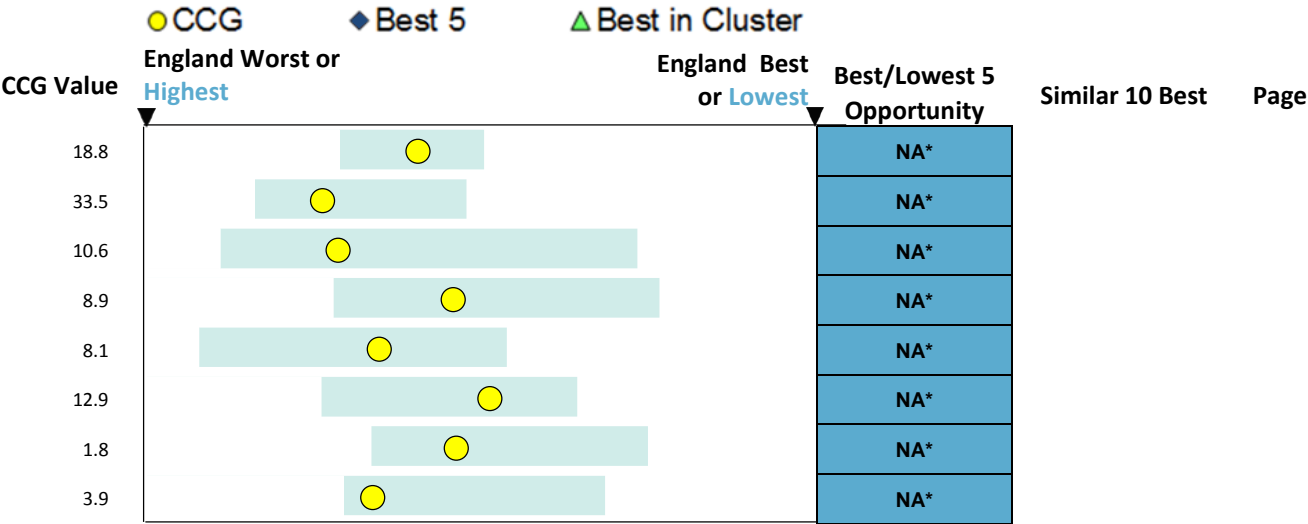 CCG Best 5 Best in Cluster
CCG Value England Worst or Highest England Best or Lowest Best/Lowest 5 Opportunity Similar 10 Best Page
18.8 NA*
33.5 NA*
10.6 NA*
8.9 NA*
8.1 NA*
12.9 NA*
1.8 NA*
3.9 NA*